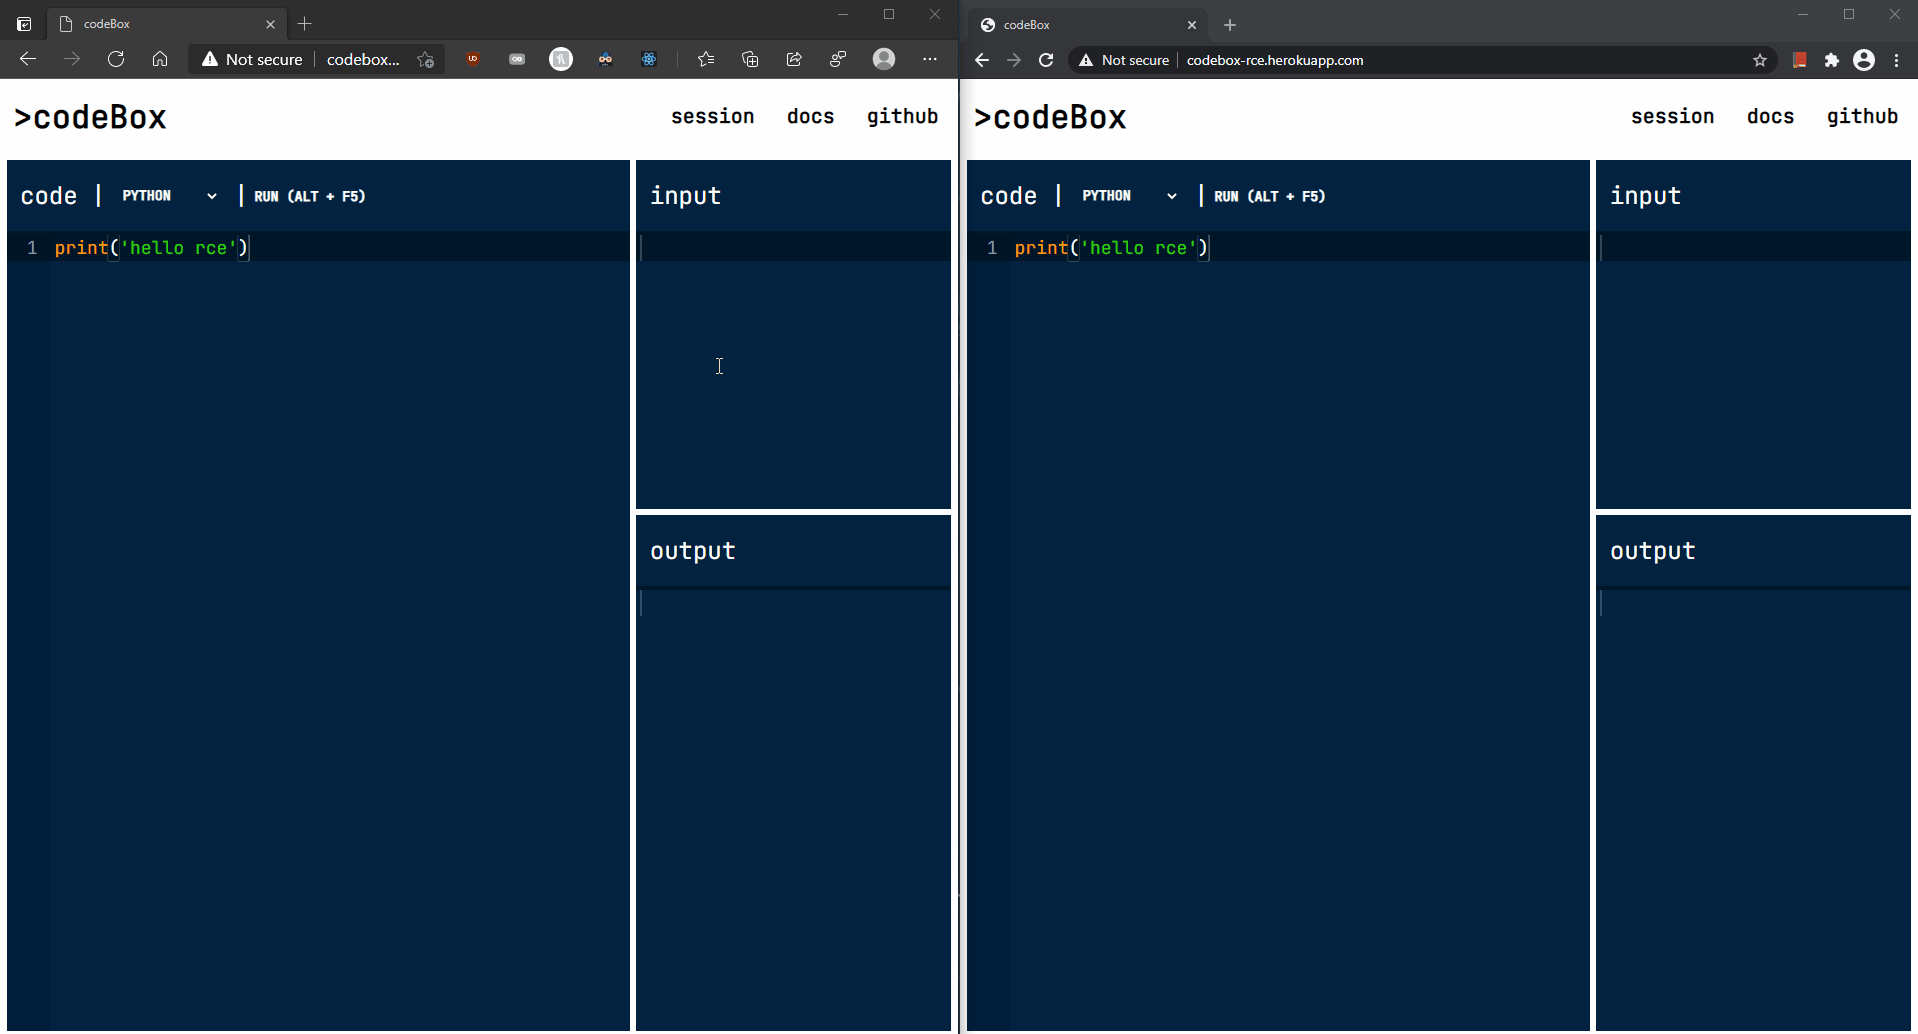 codeBox
Not secure codebox...
>codeBox
session docs github
code | PYTHON | RUN (ALT + F5)
input
1 print('hello rce')
output
codeBox
Not secure codebox-rce.herokuapp.com
>codeBox
session docs github
code | PYTHON | RUN (ALT + F5)
input
1 print('hello rce')
output